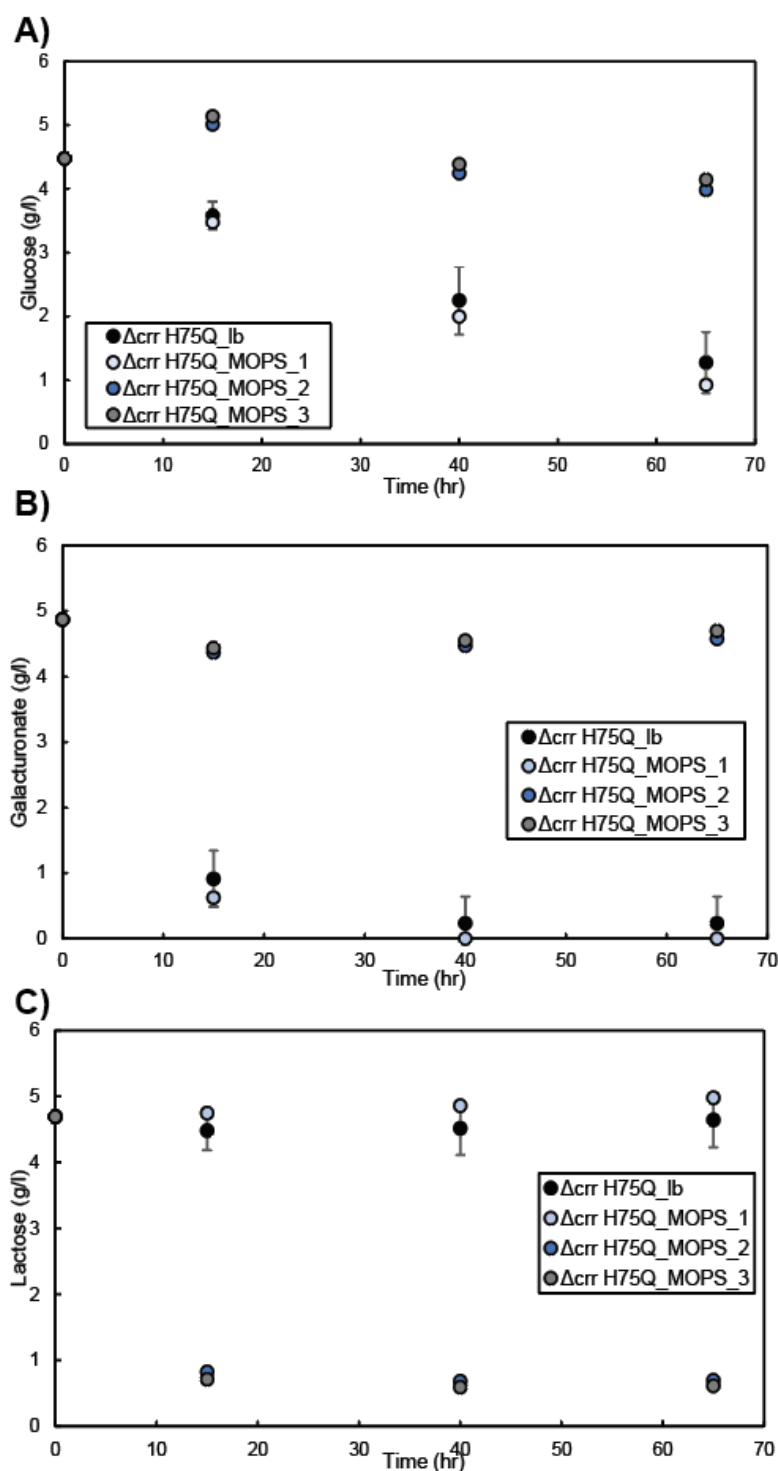 A)
6
5
4
3
2
1
0
Glucose (g/l)
Δcrr H75Q_lb
Δcrr H75Q_MOPS_1
Δcrr H75Q_MOPS_2
Δcrr H75Q_MOPS_3
0 10 20 30 40 50 60 70
Time (hr)
B)
6
5
4
3
2
1
0
Galacturonate (g/l)
Δcrr H75Q_lb
Δcrr H75Q_MOPS_1
Δcrr H75Q_MOPS_2
Δcrr H75Q_MOPS_3
0 10 20 30 40 50 60 70
Time (hr)
C)
6
5
4
3
2
1
0
Lactose (g/l)
Δcrr H75Q_lb
Δcrr H75Q_MOPS_1
Δcrr H75Q_MOPS_2
Δcrr H75Q_MOPS_3
0 10 20 30 40 50 60 70
Time (hr)